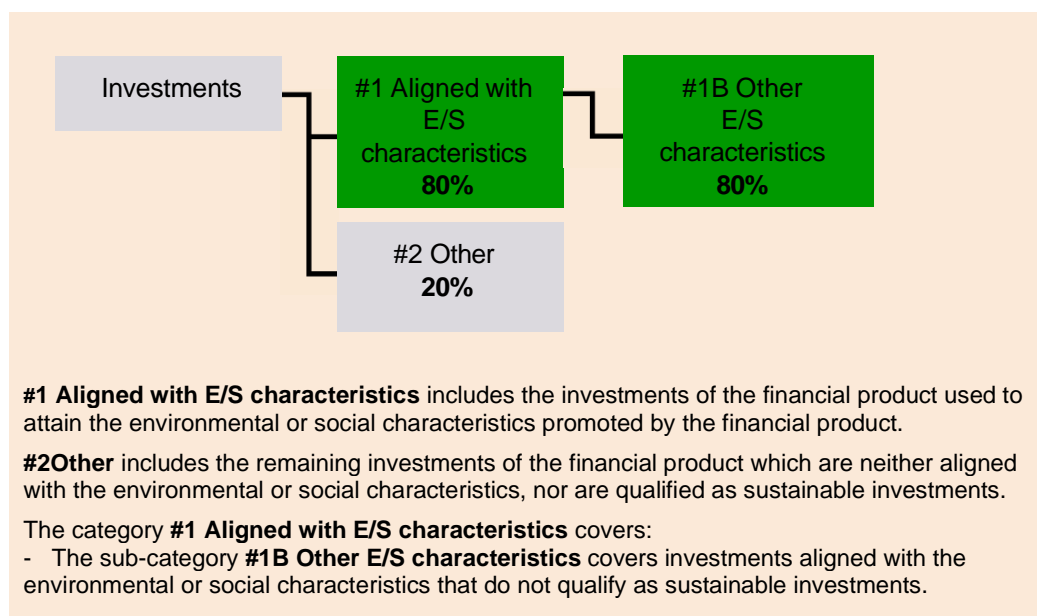 Investments
#1 Aligned with
E/S
characteristics
80%
#1B Other
E/S
characteristics
80%
#2 Other
20%
#1 Aligned with E/S characteristics includes the investments of the financial product used to
attain the environmental or social characteristics promoted by the financial product.
#2Other includes the remaining investments of the financial product which are neither aligned
with the environmental or social characteristics, nor are qualified as sustainable investments.
The category #1 Aligned with E/S characteristics covers:
- The sub-category #1B Other E/S characteristics covers investments aligned with the
environmental or social characteristics that do not qualify as sustainable investments.